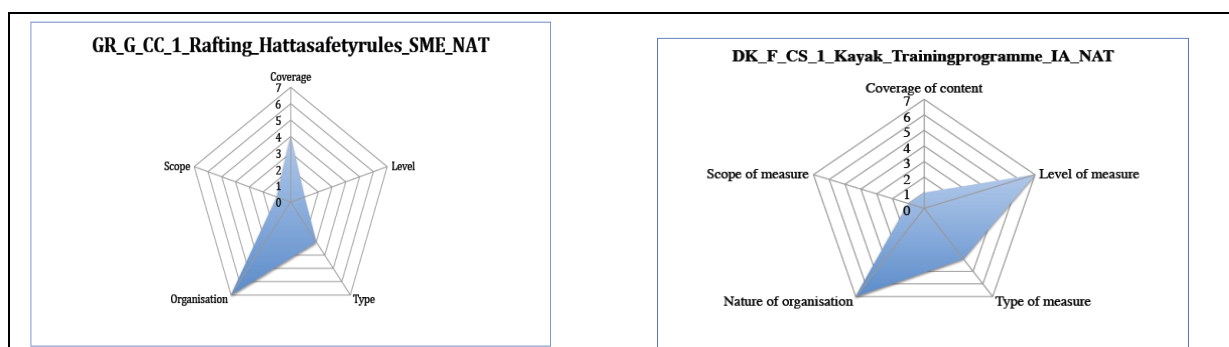 GR_G_CC_1_Rafting_Hattasafetyrules_SME_NAT
Coverage
7
6
5
4
3
2
1
0
Scope
Level
Organisation
Type
DK_F_CS_1_Kayak_Trainingprogramme_IA_NAT
Coverage of content
7
6
5
4
3
2
1
0
Scope of measure
Level of measure
Nature of organisation
Type of measure